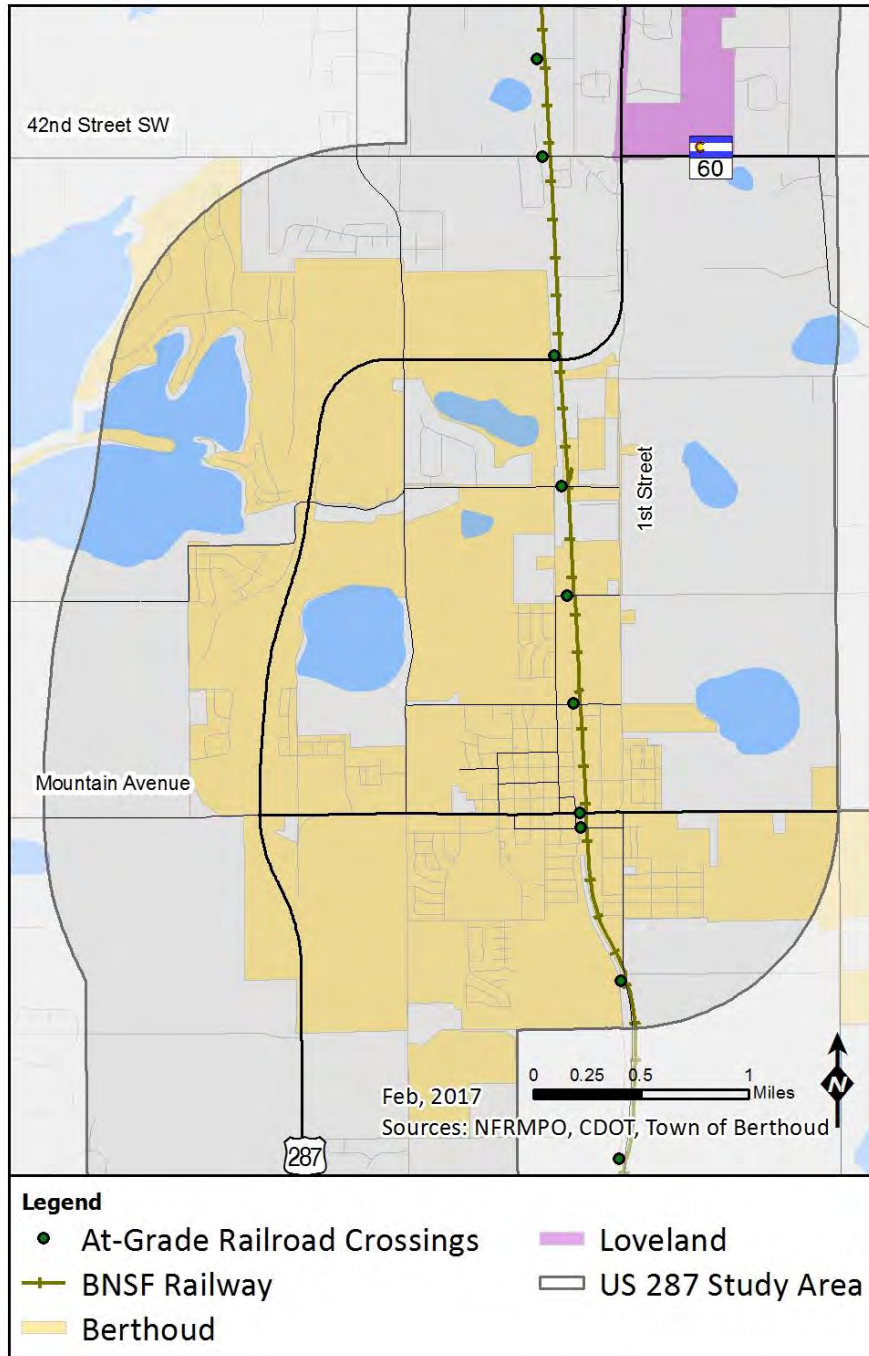 42nd Street SW
C
60
1st Street
Mountain Avenue
0 0.25 0.5 1
Miles
N
Feb, 2017
Sources: NFRMPO, CDOT, Town of Berthoud
287
Legend
At-Grade Railroad Crossings
Loveland
BNSF Railway
US 287 Study Area
Berthoud